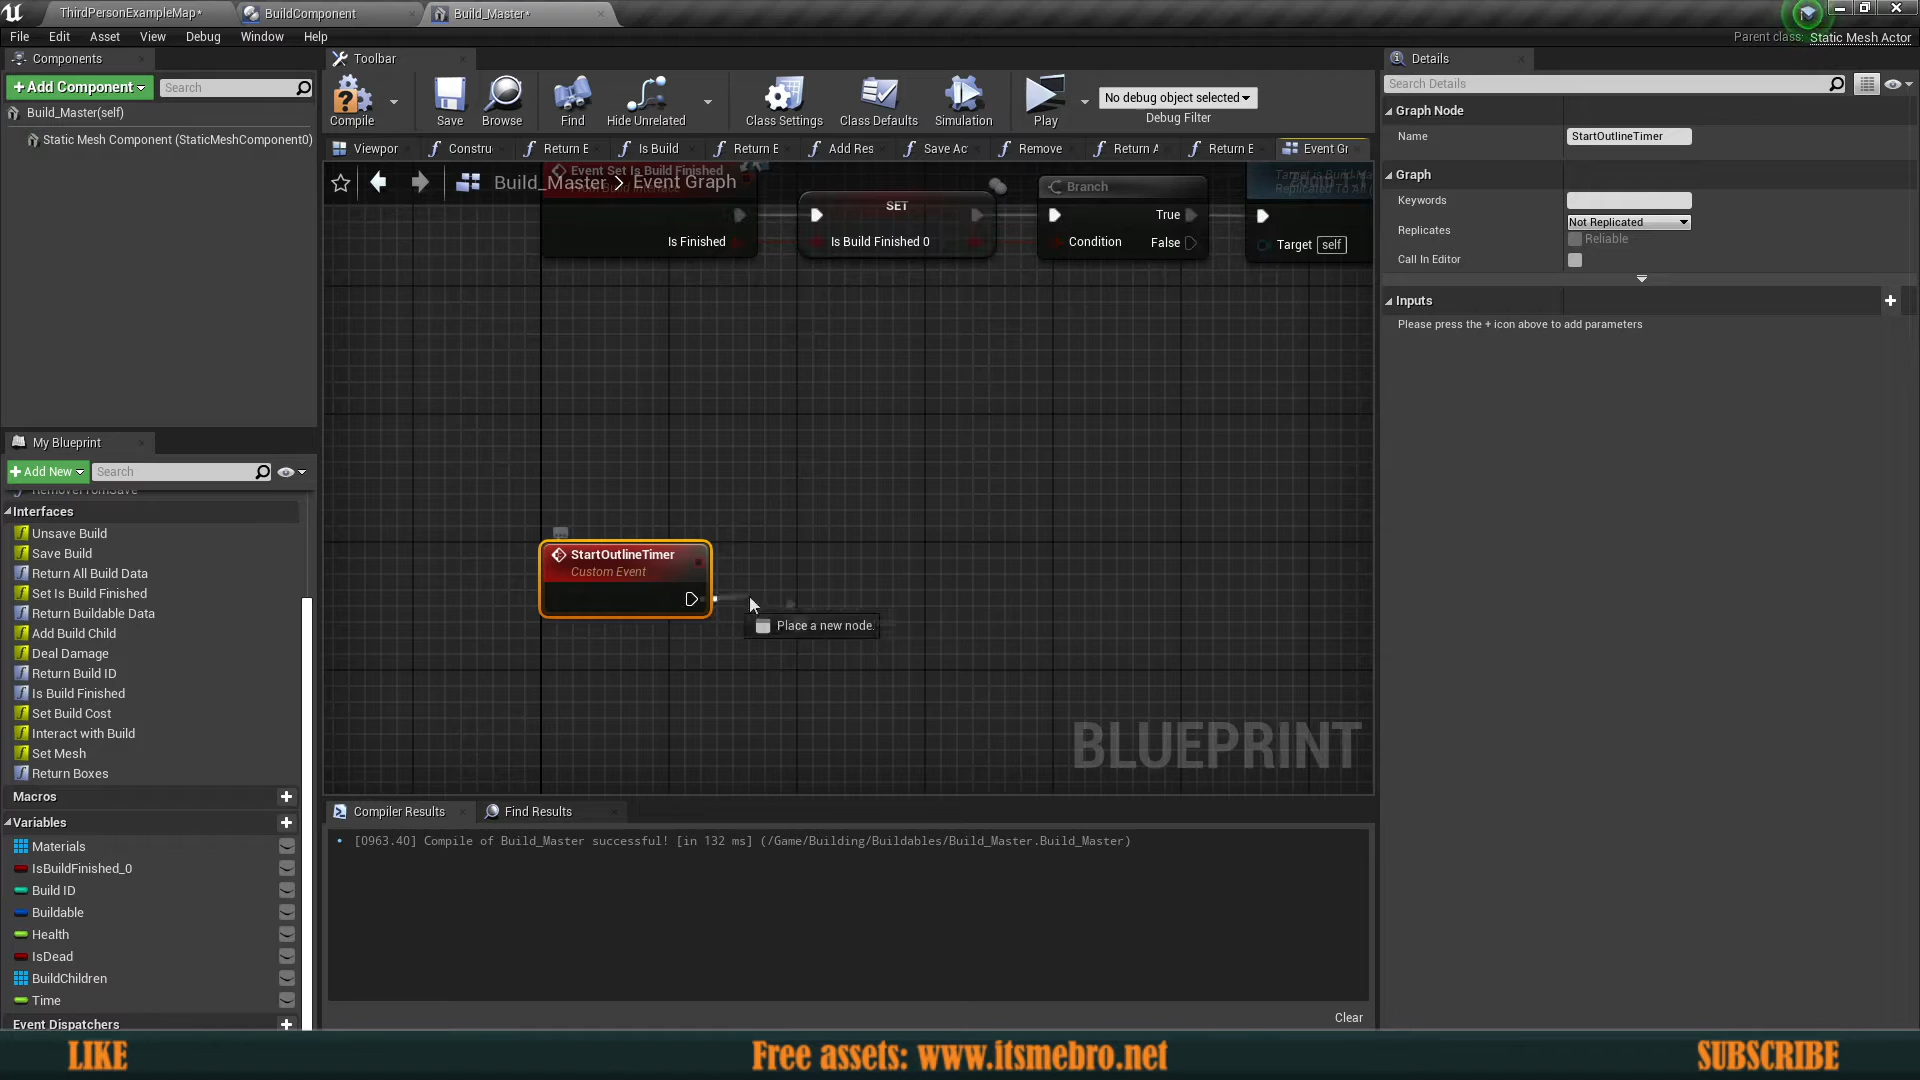 ThirdPersonExampleMap*
BuildComponent
Build_Master*
File Edit Asset View Debug Window Help
Parent class: Static Mesh Actor
Components
+Add Component
Search
Build_Master(self)
Static Mesh Component (StaticMeshComponent0)
Toolbar
Compile
Save
Browse
Find
Hide Unrelated
Class Settings
Class Defaults
Simulation
Play
No debug object selected
Debug Filter
Viewpor
Constru
Return E
Is Build
Return E
Add Res
Save Ac
Remove
Return A
Return E
Event Gr
Build_Master > Event Graph
Event Set Is Build Finished
Is Finished
SET
Is Build Finished 0
Branch
Condition
True
False
Target self
StartOutlineTimer
Custom Event
Place a new node.
BLUEPRINT
My Blueprint
+Add New
Search
RemoveFromSave
Interfaces
Unsave Build
Save Build
Return All Build Data
Set Is Build Finished
Return Buildable Data
Add Build Child
Deal Damage
Return Build ID
Is Build Finished
Set Build Cost
Interact with Build
Set Mesh
Return Boxes
Macros
Variables
Materials
IsBuildFinished_0
Build ID
Buildable
Health
IsDead
BuildChildren
Time
Event Dispatchers
Compiler Results
Find Results
[0963.40] Compile of Build_Master successful! [in 132 ms] (/Game/Building/Buildables/Build_Master.Build_Master)
Clear
Details
Search Details
Graph Node
Name StartOutlineTimer
Graph
Keywords
Replicates Not Replicated
Reliable
Call In Editor
Inputs
Please press the + icon above to add parameters
LIKE
Free assets: www.itsmebro.net
SUBSCRIBE